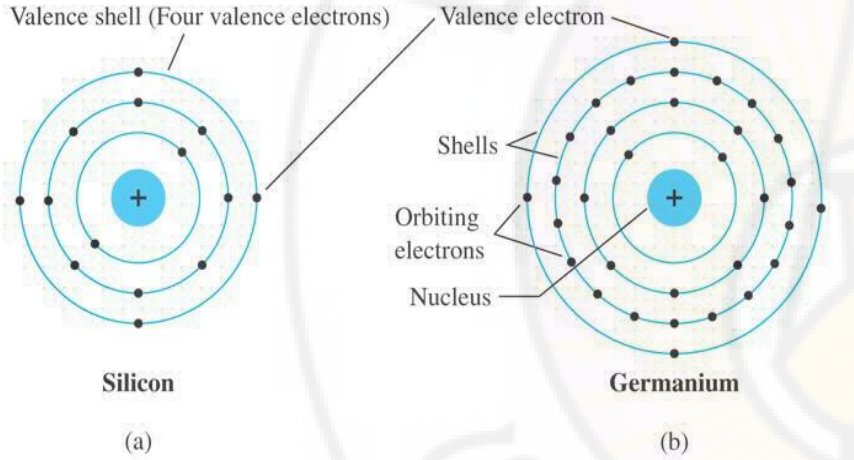 Valence shell (Four valence electrons)
Valence electron
Shells
Orbiting
electrons
Nucleus
+
+
Silicon
Germanium
(a)
(b)